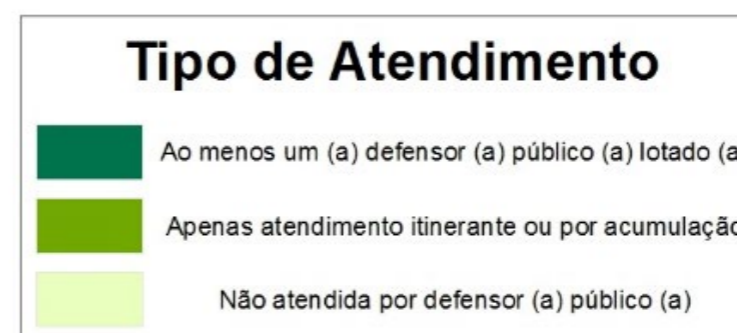 Tipo de Atendimento
Ao menos um (a) defensor (a) público (a) lotado (a
Apenas atendimento itinerante ou por acumulação
Não atendida por defensor (a) público (a)